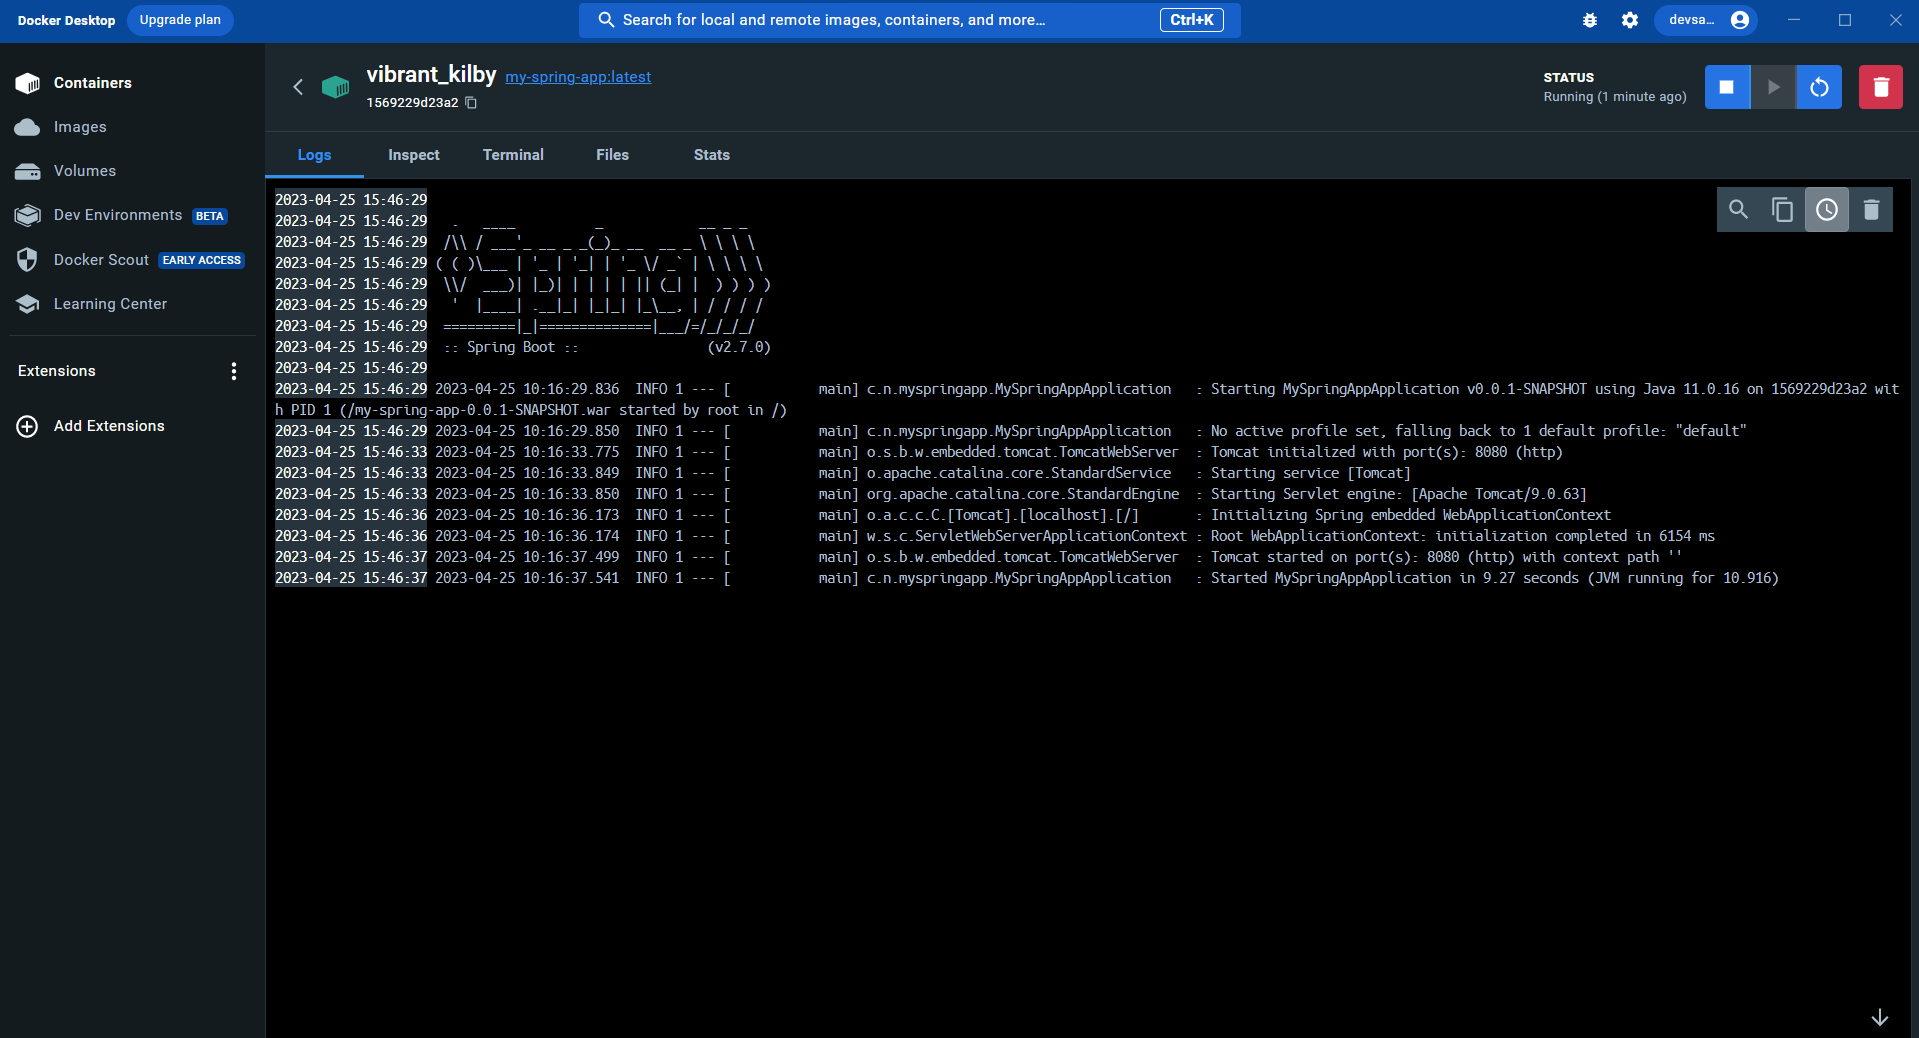 Docker Desktop Upgrade plan Search for local and remote images, containers, and more... Ctrl+K devsa...
Containers
Images
Volumes
Dev Environments BETA
Docker Scout EARLY ACCESS
Learning Center
Extensions
Add Extensions
vibrant_kilby my-spring-app:latest
1569229d23a2
STATUS
Running (1 minute ago)
Logs Inspect Terminal Files Stats
2023-04-25 15:46:29
2023-04-25 15:46:29   .   ____          _            __ _ _
2023-04-25 15:46:29  /\\ / ___'_ __ _ _(_)_ __  __ _ \ \ \ \
2023-04-25 15:46:29 ( ( )\___ | '_ | '_| | '_ \/ _` | \ \ \ \
2023-04-25 15:46:29  \\/  ___)| |_)| | | | | || (_| |  ) ) ) )
2023-04-25 15:46:29   '  |____| .__|_| |_|_| |_\__, | / / / /
2023-04-25 15:46:29  =========|_|==============|___/=/_/_/_/
2023-04-25 15:46:29  :: Spring Boot ::                (v2.7.0)
2023-04-25 15:46:29
2023-04-25 15:46:29 2023-04-25 10:16:29.836  INFO 1 --- [           main] c.n.myspringapp.MySpringAppApplication   : Starting MySpringAppApplication v0.0.1-SNAPSHOT using Java 11.0.16 on 1569229d23a2 wit
h PID 1 (/my-spring-app-0.0.1-SNAPSHOT.war started by root in /)
2023-04-25 15:46:29 2023-04-25 10:16:29.850  INFO 1 --- [           main] c.n.myspringapp.MySpringAppApplication   : No active profile set, falling back to 1 default profile: "default"
2023-04-25 15:46:33 2023-04-25 10:16:33.775  INFO 1 --- [           main] o.s.b.w.embedded.tomcat.TomcatWebServer  : Tomcat initialized with port(s): 8080 (http)
2023-04-25 15:46:33 2023-04-25 10:16:33.849  INFO 1 --- [           main] o.apache.catalina.core.StandardService   : Starting service [Tomcat]
2023-04-25 15:46:33 2023-04-25 10:16:33.850  INFO 1 --- [           main] org.apache.catalina.core.StandardEngine  : Starting Servlet engine: [Apache Tomcat/9.0.63]
2023-04-25 15:46:36 2023-04-25 10:16:36.173  INFO 1 --- [           main] o.a.c.c.C.[Tomcat].[localhost].[/]       : Initializing Spring embedded WebApplicationContext
2023-04-25 15:46:36 2023-04-25 10:16:36.174  INFO 1 --- [           main] w.s.c.ServletWebServerApplicationContext : Root WebApplicationContext: initialization completed in 6154 ms
2023-04-25 15:46:37 2023-04-25 10:16:37.499  INFO 1 --- [           main] o.s.b.w.embedded.tomcat.TomcatWebServer  : Tomcat started on port(s): 8080 (http) with context path ''
2023-04-25 15:46:37 2023-04-25 10:16:37.541  INFO 1 --- [           main] c.n.myspringapp.MySpringAppApplication   : Started MySpringAppApplication in 9.27 seconds (JVM running for 10.916)